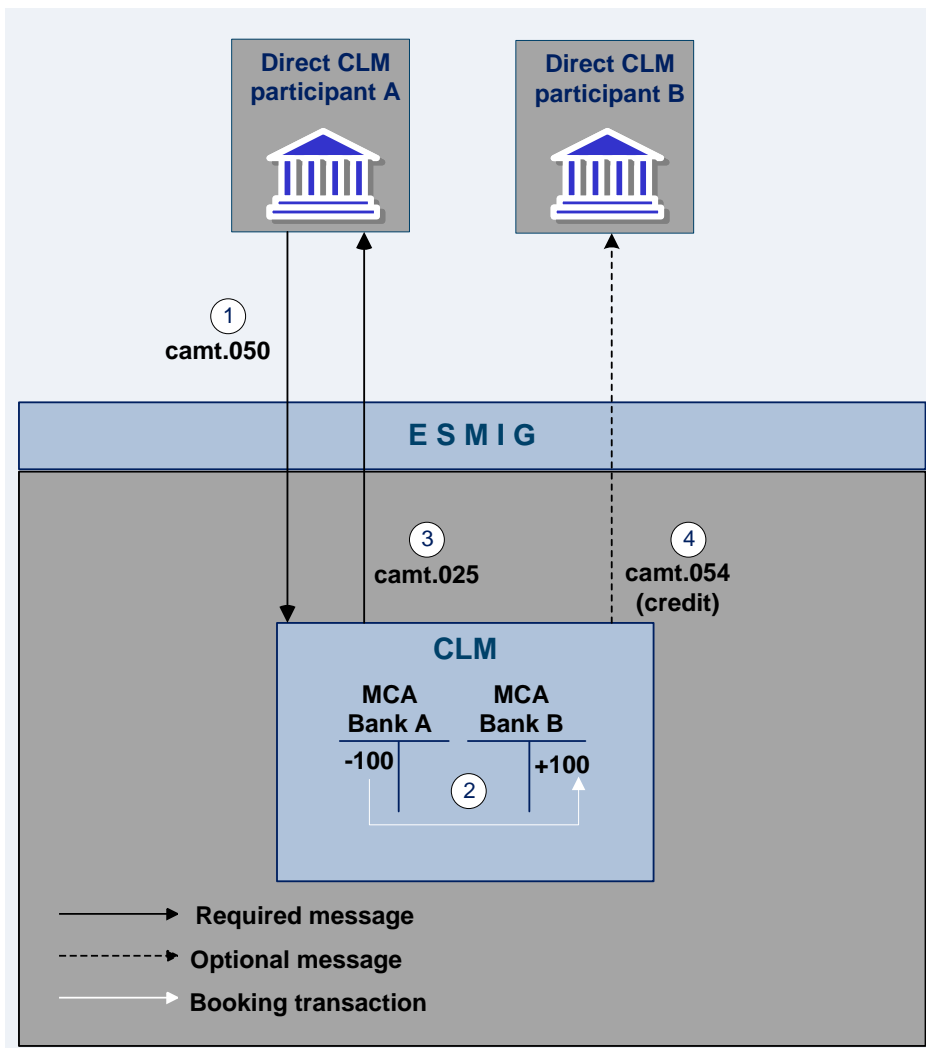 Direct CLM
participant A
Direct CLM
participant B
1
camt.050
E S M I G
3
camt.025
4
camt.054
(credit)
CLM
MCA
Bank A
MCA
Bank B
-100
+100
2
Required message
Optional message
Booking transaction